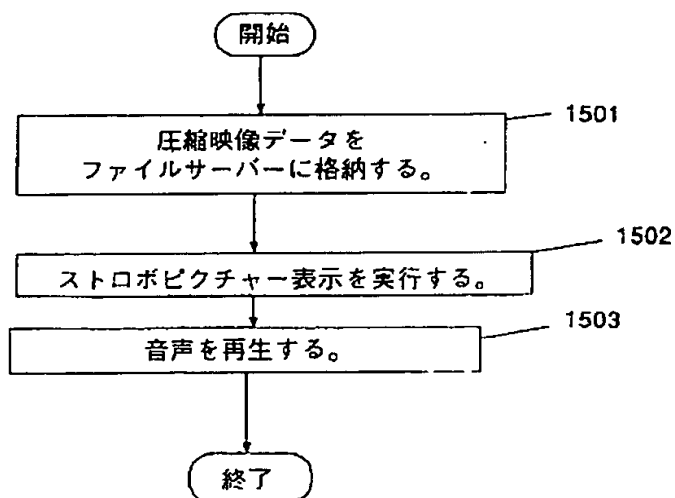 開始
1501
圧縮映像データを
ファイルサーバーに格納する。
1502
ストロボピクチャー表示を実行する。
1503
音声を再生する。
終了